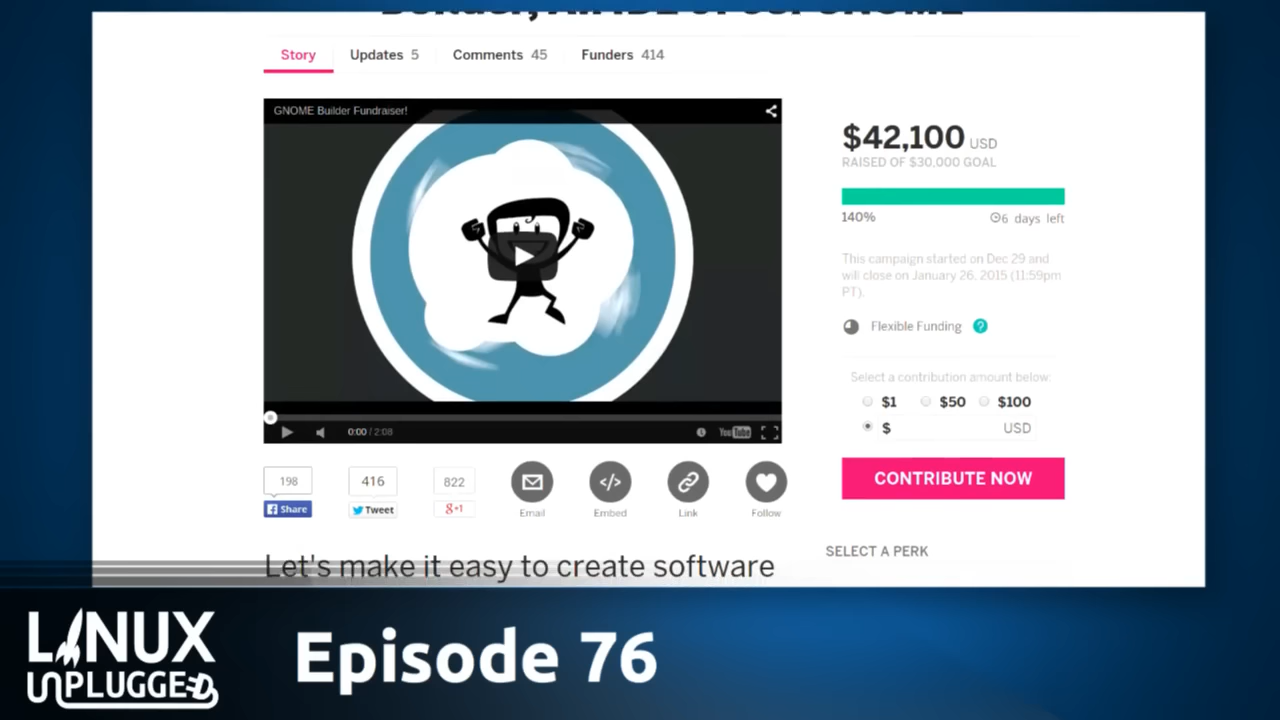 Story Updates 5 Comments 45 Funders 414
GNOME Builder Fundraiser!
$42,100 USD
RAISED OF $30,000 GOAL
140% 6 days left
This campaign started on Dec 29 and
will close on January 26, 2015 (11:59pm
PT).
Flexible Funding ?
Select a contribution amount below:
$1 $50 $100
$ USD
0:00 / 2:08 YouTube
CONTRIBUTE NOW
198 416 822
Share Tweet g+1
Email Embed Link Follow
SELECT A PERK
Let's make it easy to create software
LINUX
UNPLUGGED
Episode 76